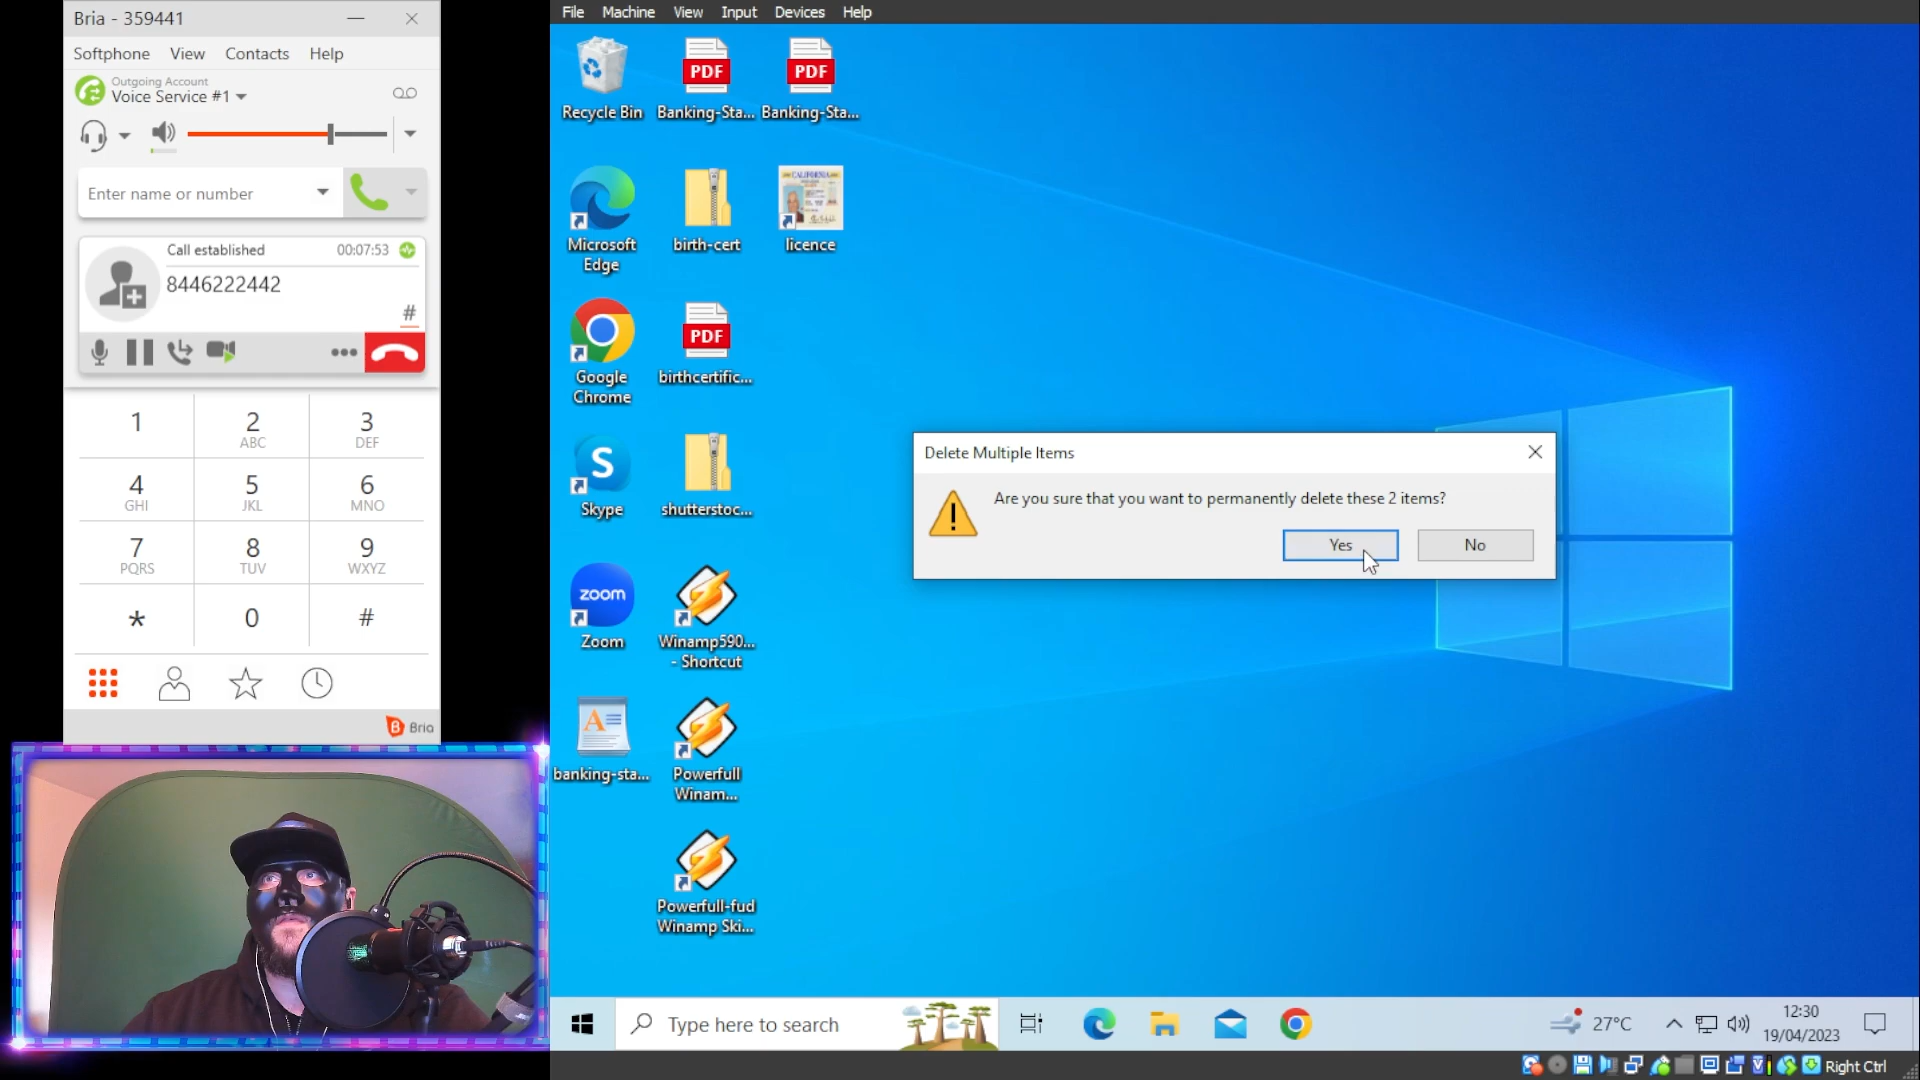 Bria - 359441
Softphone View Contacts Help
Outgoing Account
Voice Service #1
Enter name or number
Call established 00:07:53
8446222442
#
1
2 ABC
3 DEF
4 GHI
5 JKL
6 MNO
7 PQRS
8 TUV
9 WXYZ
*
0
#
Bria
File Machine View Input Devices Help
PDF
PDF
Recycle Bin
Banking-Sta...
Banking-Sta...
CALIFORNIA
Microsoft
Edge
birth-cert
licence
PDF
Google
Chrome
birthcertific...
S
Skype
shutterstoc...
zoom
Zoom
Winamp590...
- Shortcut
A
banking-sta...
Powerfull
Winam...
Powerfull-fud
Winamp Ski...
Delete Multiple Items
Are you sure that you want to permanently delete these 2 items?
Yes
No
Type here to search
27°C
12:30
19/04/2023
Right Ctrl